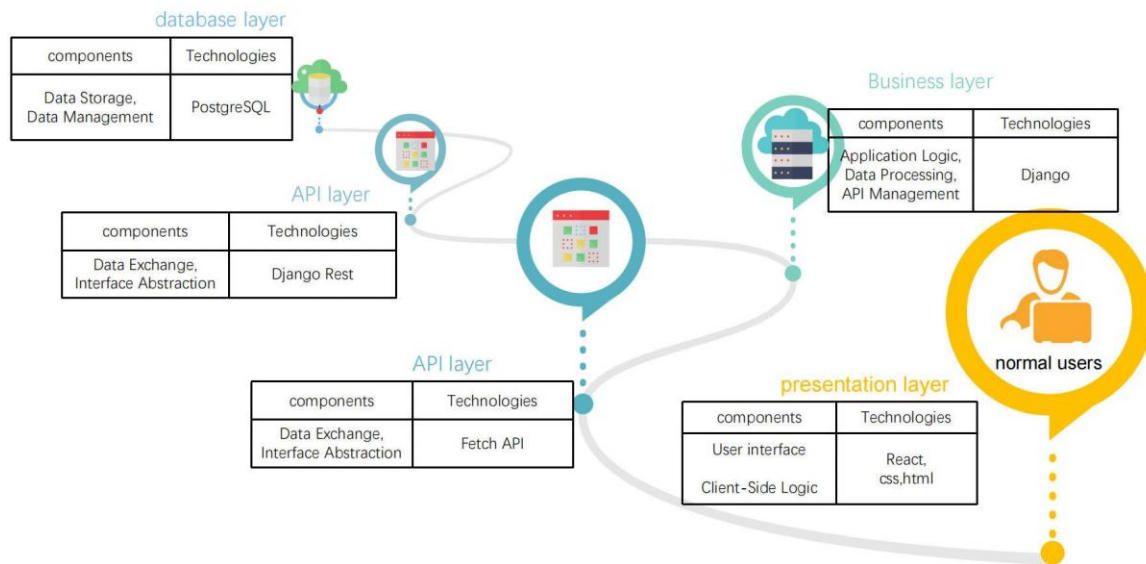 database layer
components
Technologies
Data Storage,
Data Management
PostgreSQL
Business layer
components
Technologies
Application Logic,
Data Processing,
API Management
Django
API layer
components
Technologies
Data Exchange,
Interface Abstraction
Django Rest
normal users
API layer
components
Technologies
Data Exchange,
Interface Abstraction
Fetch API
presentation layer
components
Technologies
User interface
Client-Side Logic
React,
css,html